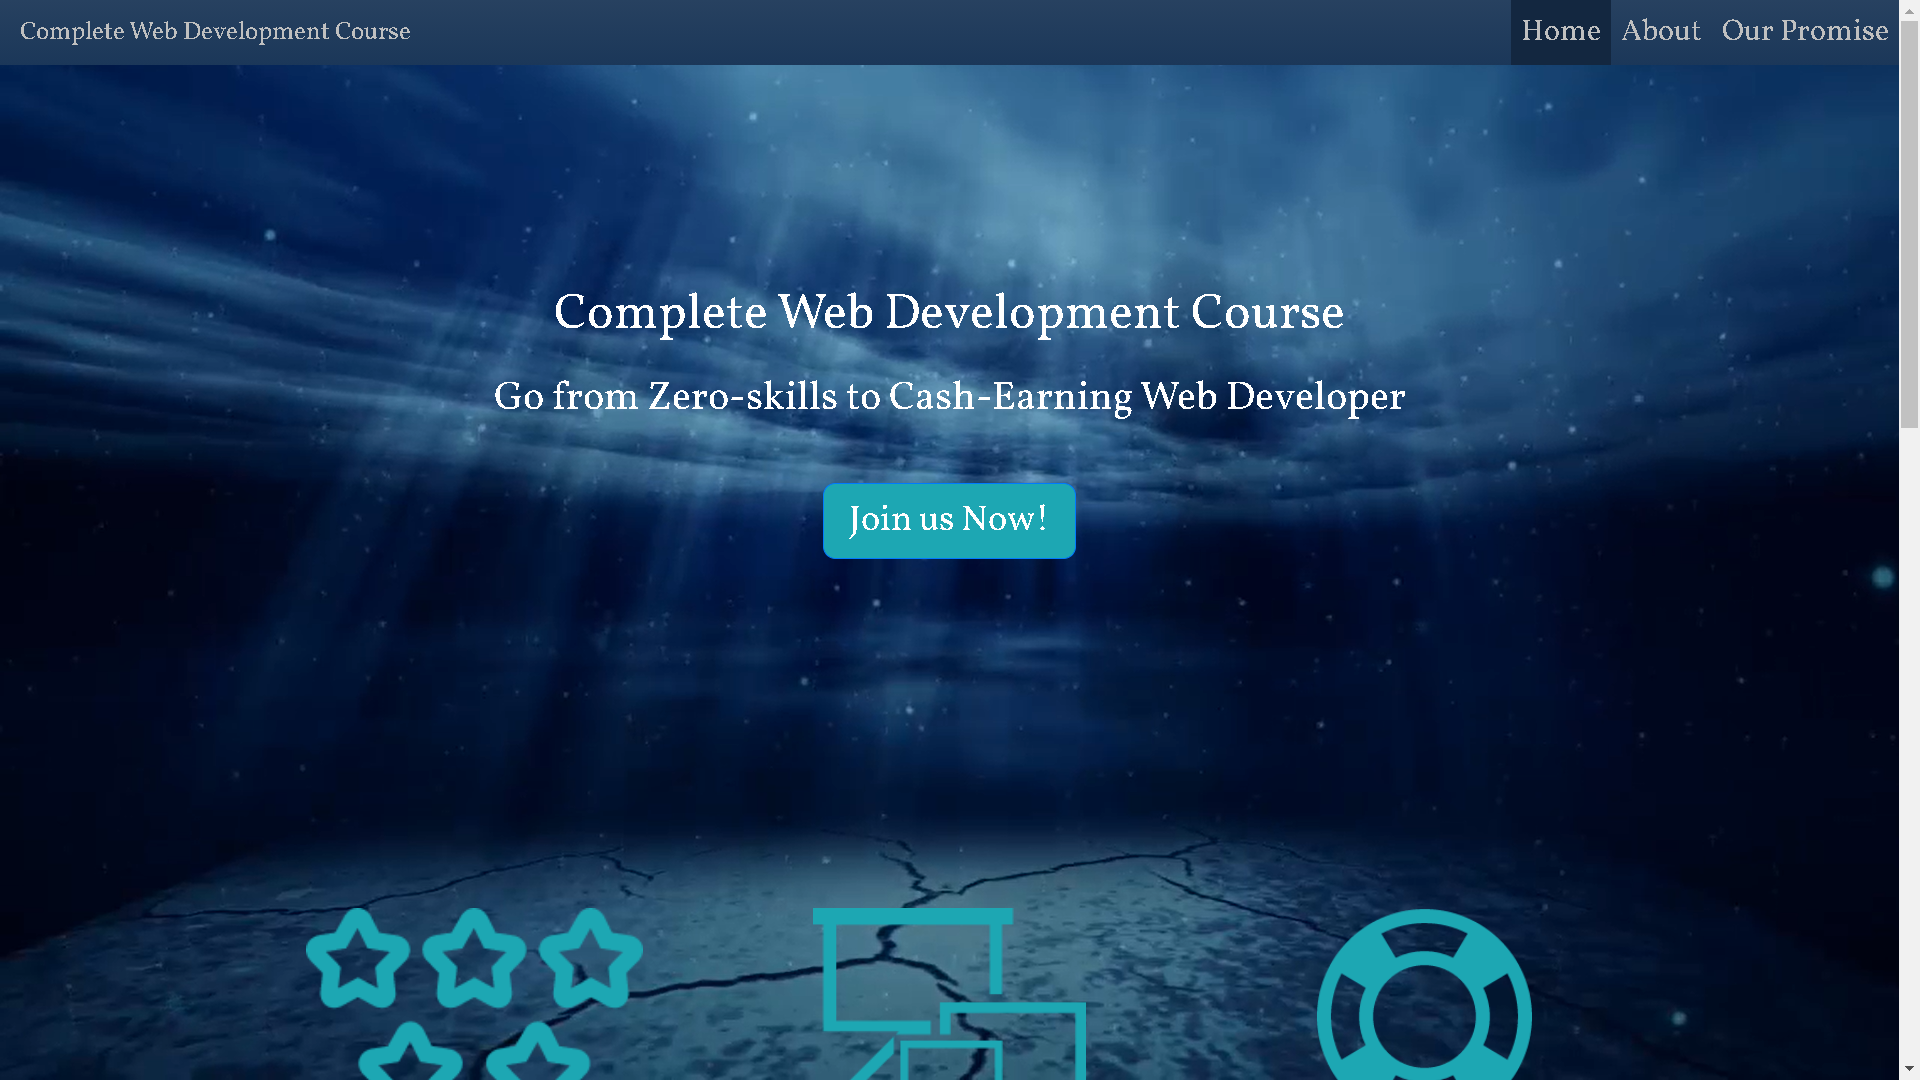 Complete Web Development Course
Home About Our Promise
Complete Web Development Course
Go from Zero-skills to Cash-Earning Web Developer
Join us Now!